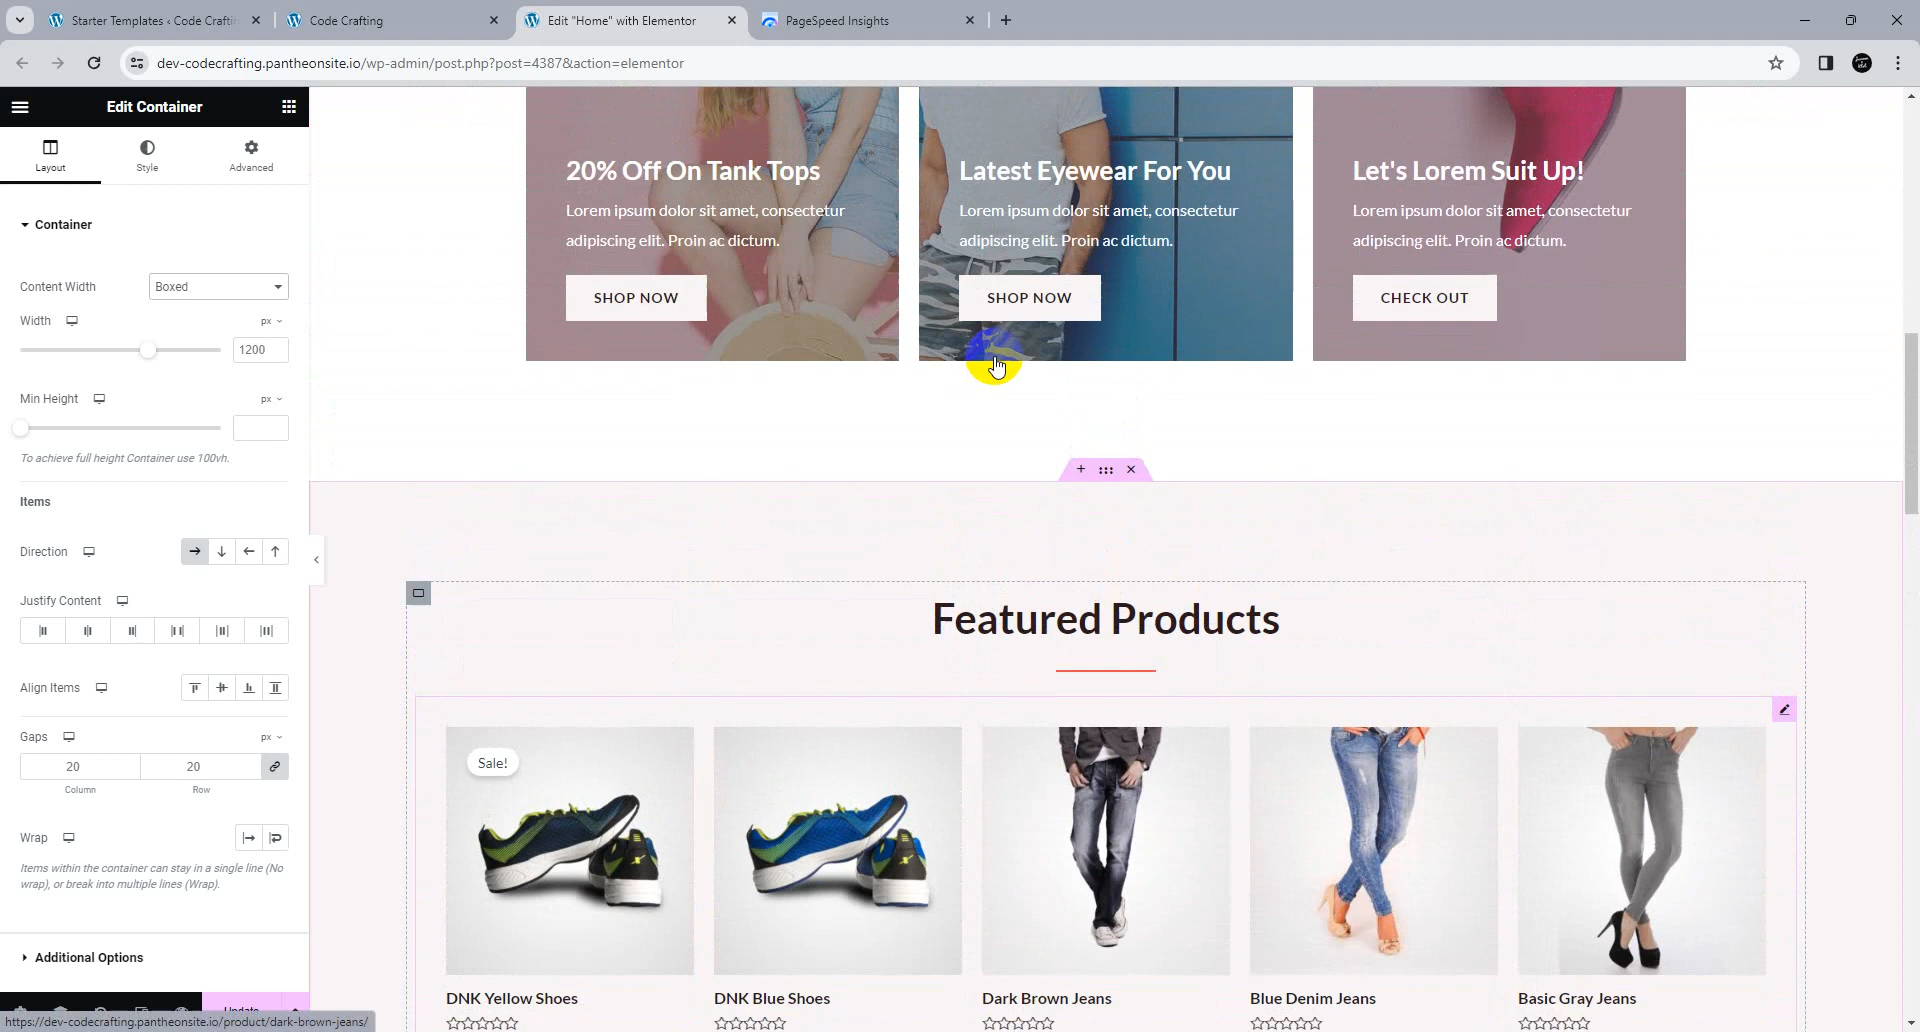 Starter Templates ‹ Code Craftin
Code Crafting
Edit "Home" with Elementor
PageSpeed Insights
dev-codecrafting.pantheonsite.io/wp-admin/post.php?post=4387&action=elementor
Edit Container
Layout
Style
Advanced
Container
Content Width
Boxed
Width
px
1200
Min Height
px
To achieve full height Container use 100vh.
Items
Direction
Justify Content
Align Items
Gaps
px
20
20
Column
Row
Wrap
Items within the container can stay in a single line (No
wrap), or break into multiple lines (Wrap).
Additional Options
Update
https://dev-codecrafting.pantheonsite.io/product/dark-brown-jeans/
20% Off On Tank Tops
Lorem ipsum dolor sit amet, consectetur
adipiscing elit. Proin ac dictum.
SHOP NOW
Latest Eyewear For You
Lorem ipsum dolor sit amet, consectetur
adipiscing elit. Proin ac dictum.
SHOP NOW
Let's Lorem Suit Up!
Lorem ipsum dolor sit amet, consectetur
adipiscing elit. Proin ac dictum.
CHECK OUT
Featured Products
Sale!
DNK Yellow Shoes
DNK Blue Shoes
Dark Brown Jeans
Blue Denim Jeans
Basic Gray Jeans